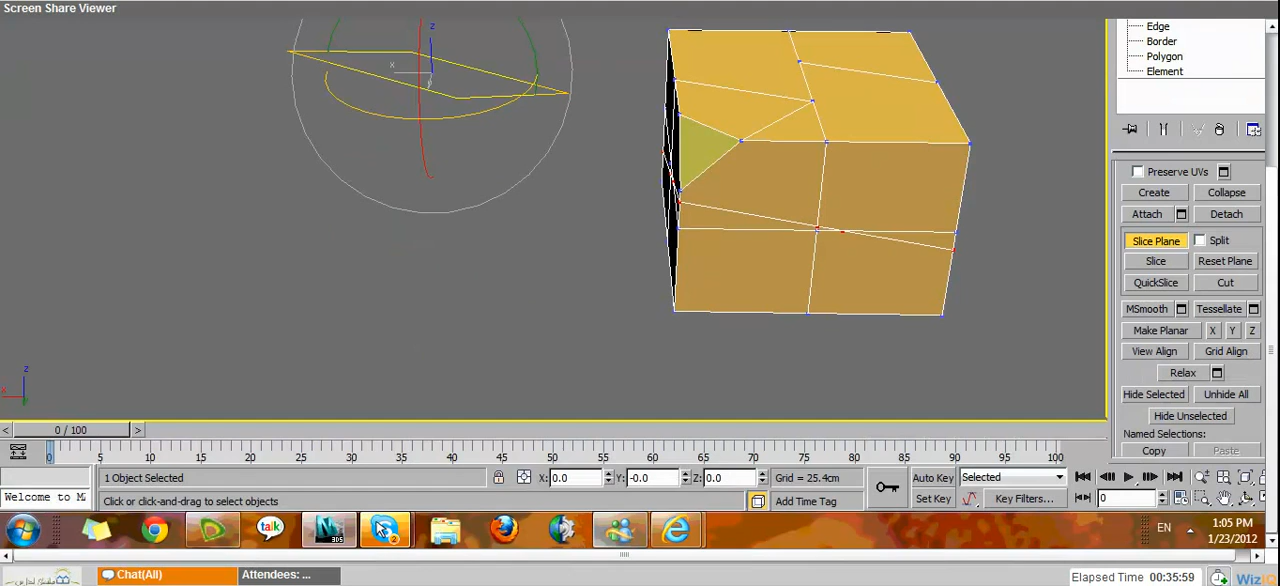 Screen Share Viewer
z
x
y
Edge
Border
Polygon
Element
Preserve UVs
Create Collapse
Attach Detach
Slice Plane Split
Slice Reset Plane
QuickSlice Cut
MSmooth Tessellate
Make Planar X Y Z
View Align Grid Align
Relax
Hide Selected Unhide All
Hide Unselected
Named Selections:
Copy Paste
z
x
< 0 / 100 >
0 5 10 15 20 25 30 35 40 45 50 55 60 65 70 75 80 85 90 95 100
1 Object Selected X: 0.0 Y: -0.0 Z: 0.0 Grid = 25.4cm Auto Key Selected
Welcome to M Click or click-and-drag to select objects Add Time Tag Set Key Key Filters... 0
talk 3DS 2 EN 1:05 PM
1/23/2012
Chat(All) Attendees: ... Elapsed Time 00:35:59 WizI